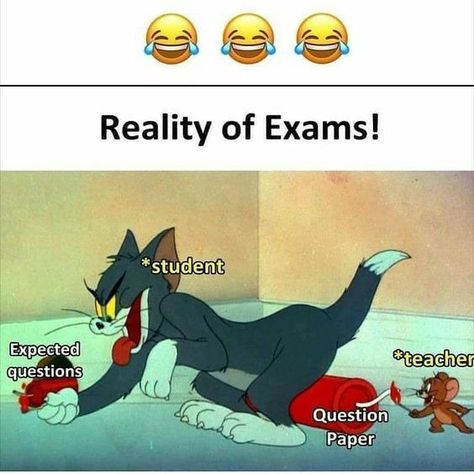 Reality of Exams!
*student
Expected
questions
*teacher
Question
Paper